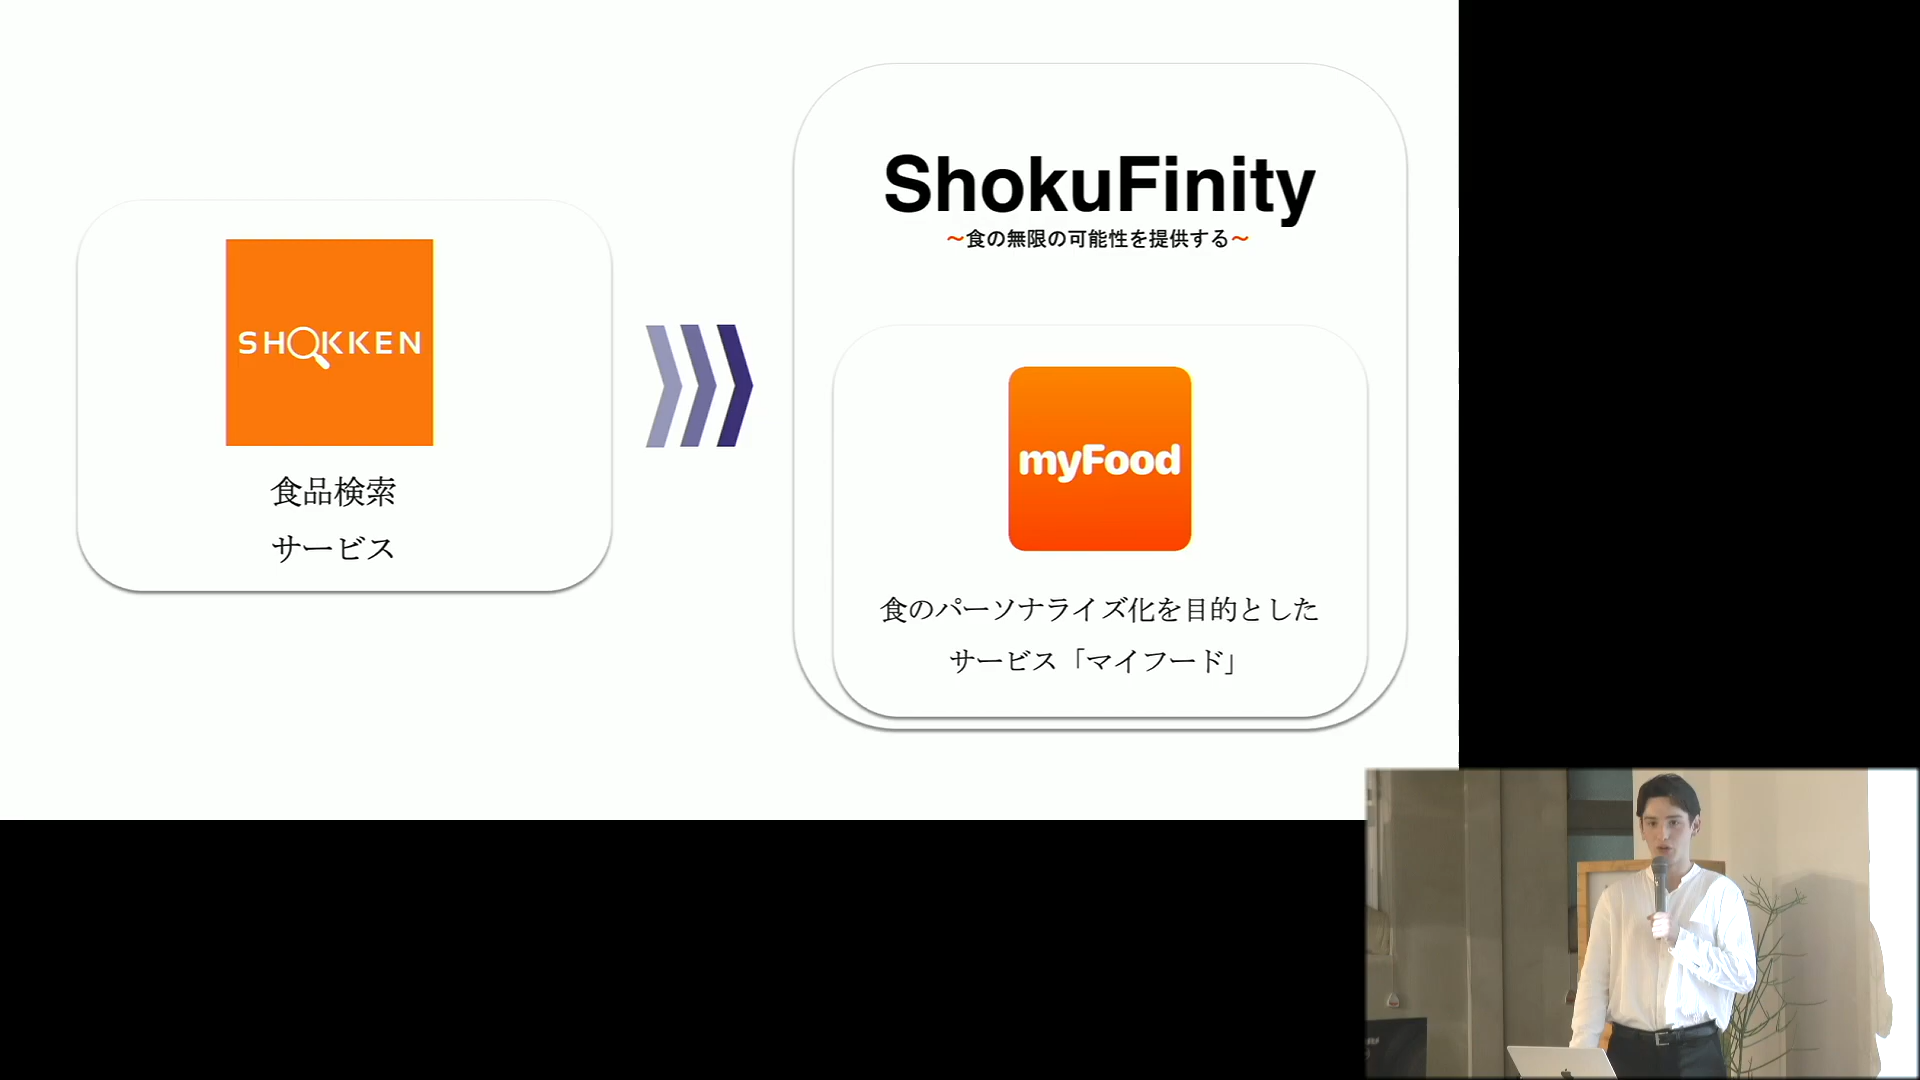 SHOKKEN
食品検索
サービス
ShokuFinity
～食の無限の可能性を提供する～
myFood
食のパーソナライズ化を目的とした
サービス「マイフード」